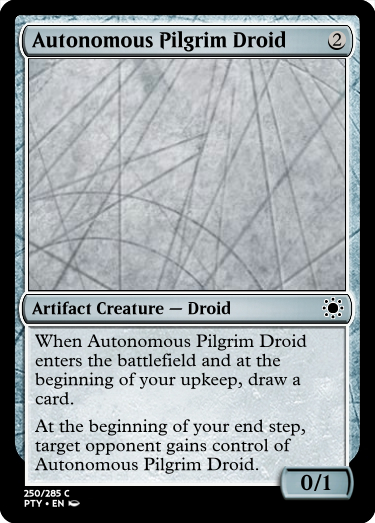 Autonomous Pilgrim Droid 2
Artifact Creature — Droid
When Autonomous Pilgrim Droid
enters the battlefield and at the
beginning of your upkeep, draw a
card.
At the beginning of your end step,
target opponent gains control of
Autonomous Pilgrim Droid.
0/1
250/285 C
PTY • EN